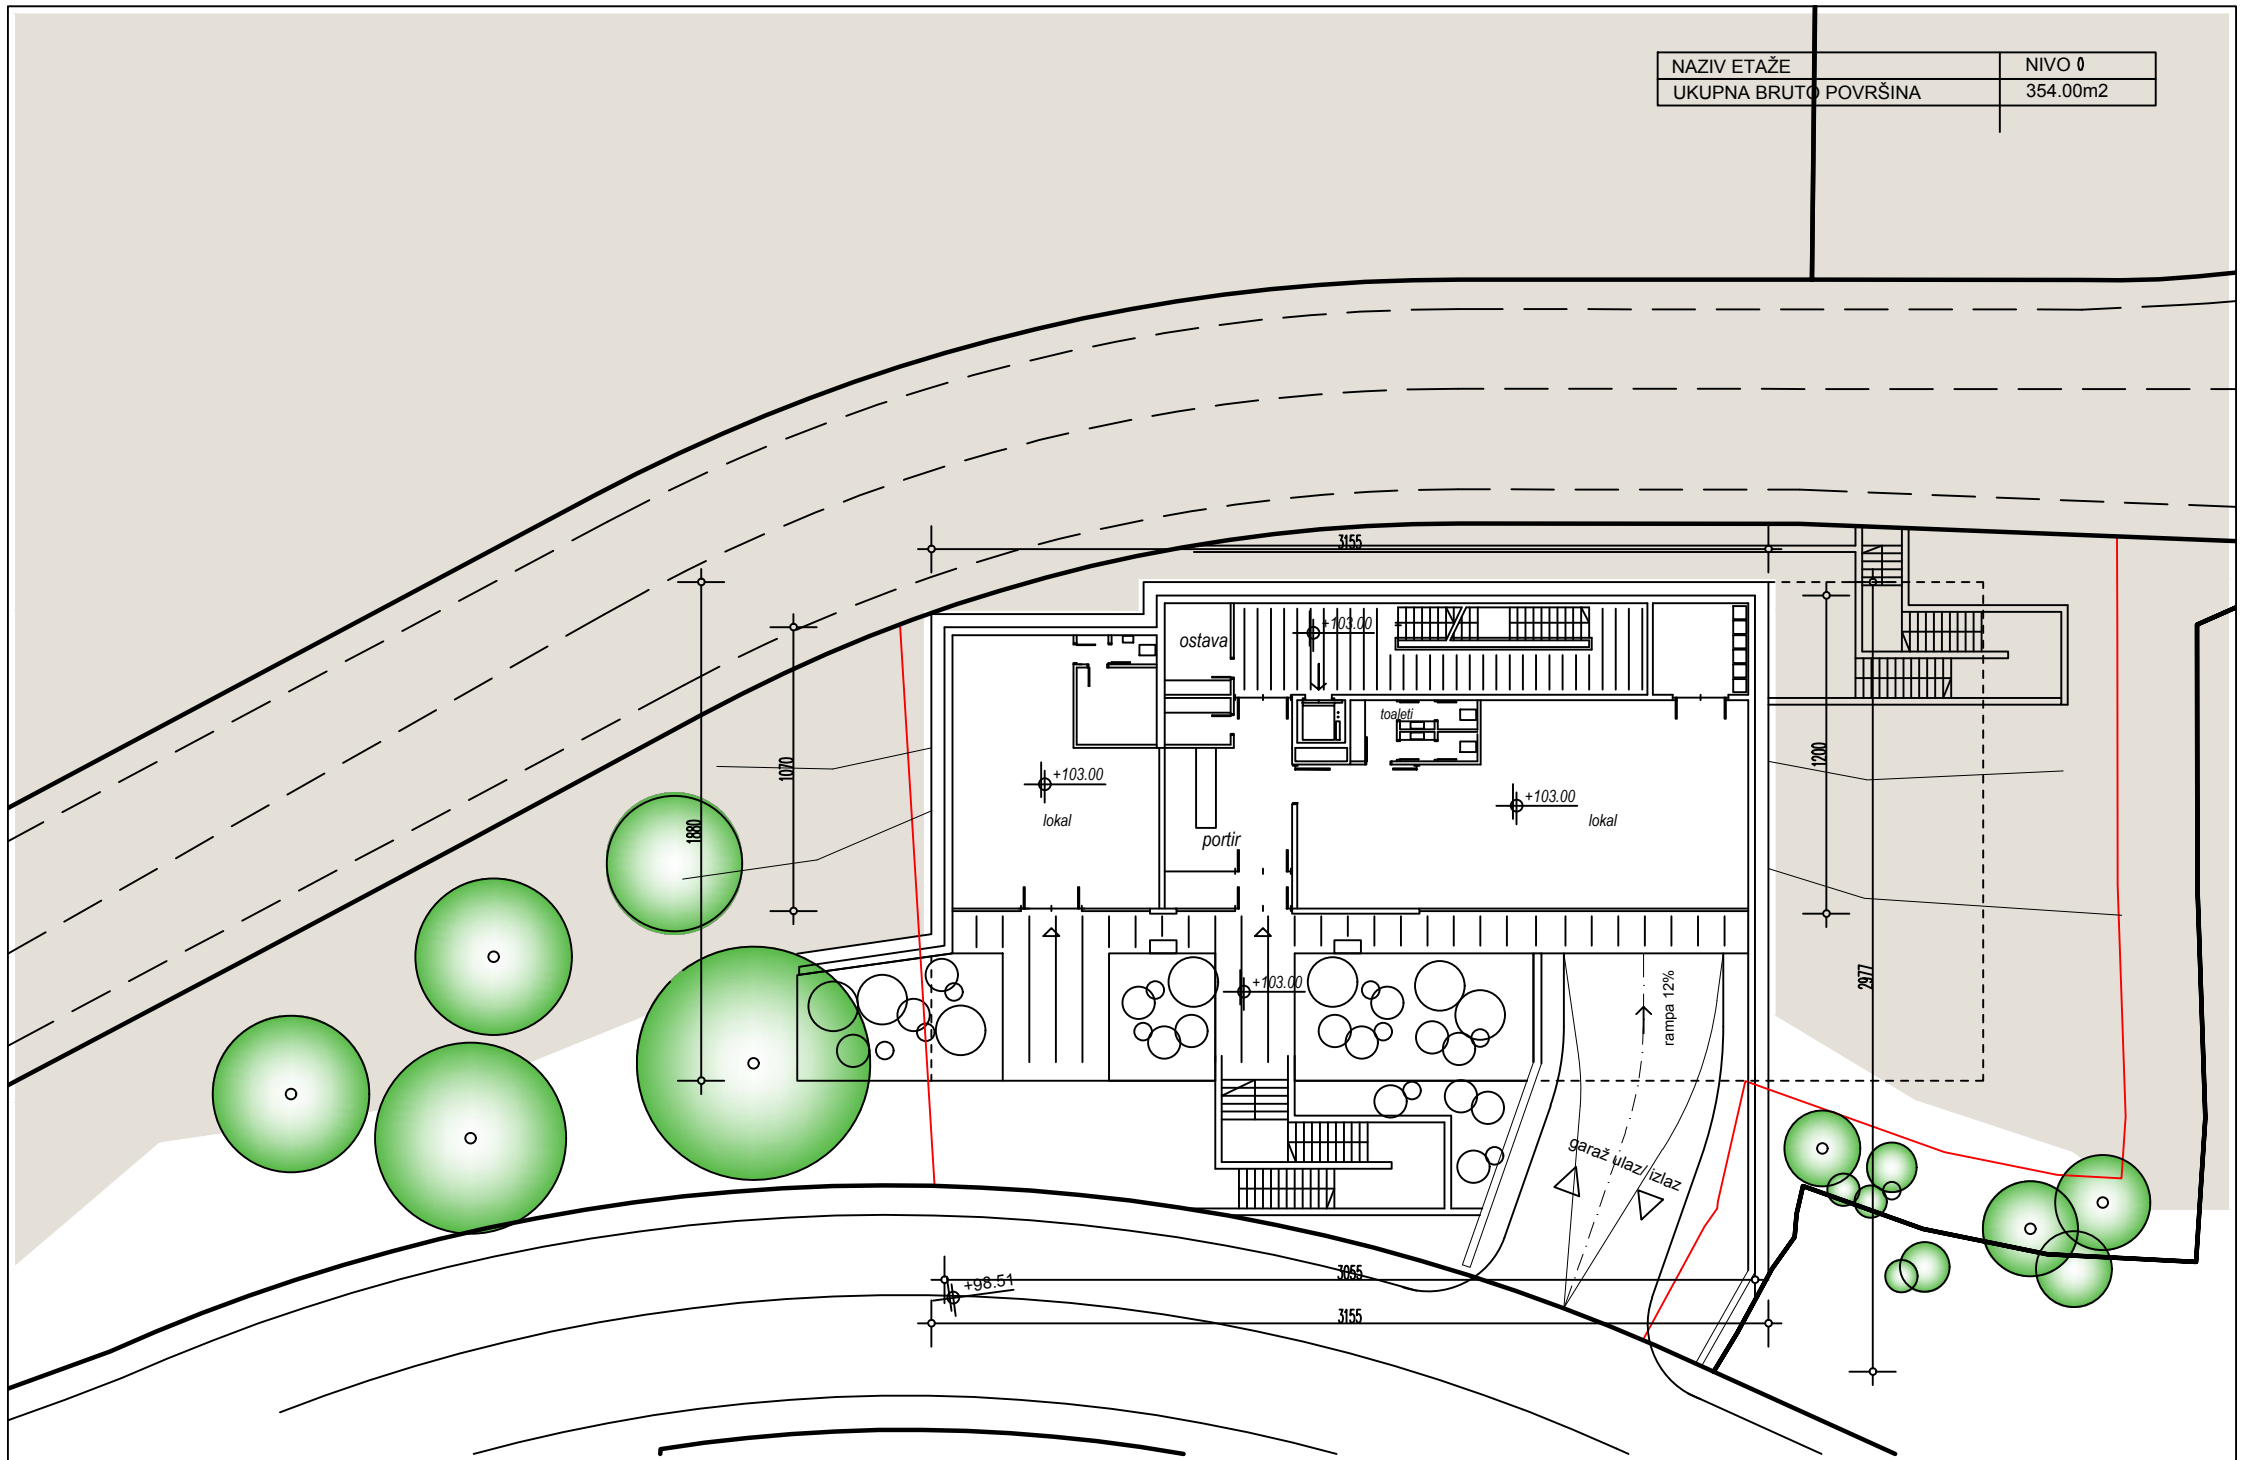 NAZIV ETAŽE NIVO 0
UKUPNA BRUTO POVRŠINA 354.00m2
3155
+103.00
ostava
toaleti
1070
1200
+103.00
+103.00
lokal
lokal
1880
portir
+103.00
rampa 12%
2977
garaž ulaz/ izlaz
3055
+98.51
3155